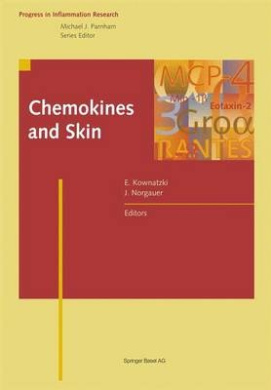 Progress in Inflammation Research
Michael J. Parnham
Series Editor
Chemokines
and Skin
MCP-4
Eotaxin-2
3Groα
RANTES
E. Kownatzki
J. Norgauer
Editors
Springer Basel AG